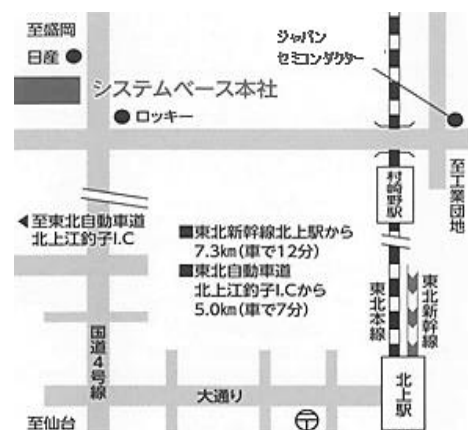 至盛岡
日産
システムベース本社
ロッキー
ジャパン
セミコンダクター
至工業団地
村崎野駅
至東北自動車道
北上江釣子I.C
■東北新幹線北上駅から
7.3km(車で12分)
■東北自動車道
北上江釣子I.Cから
5.0km(車で7分)
東北本線
東北新幹線
国道4号線
大通り
北上駅
至仙台
〒